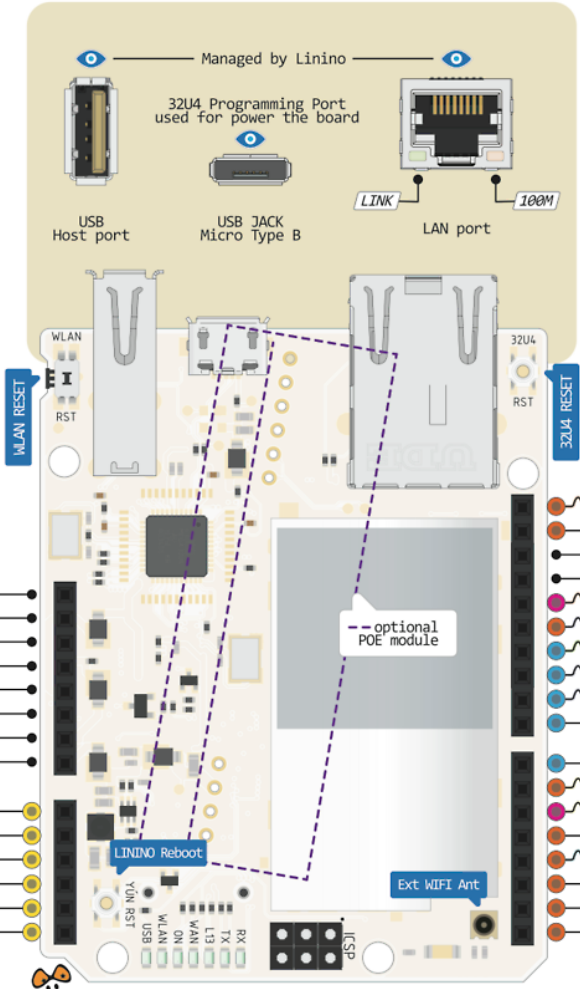 Managed by Linino
32U4 Programming Port
used for power the board
LINK
100M
USB
Host port
USB JACK
Micro Type B
LAN port
WLAN
RST
WLAN RESET
32U4
RST
32U4 RESET
optional
POE module
LININO Reboot
Ext WIFI Ant
YÚN RST
USB
WLAN
ON
WAN
L13
TX
RX
ICSP